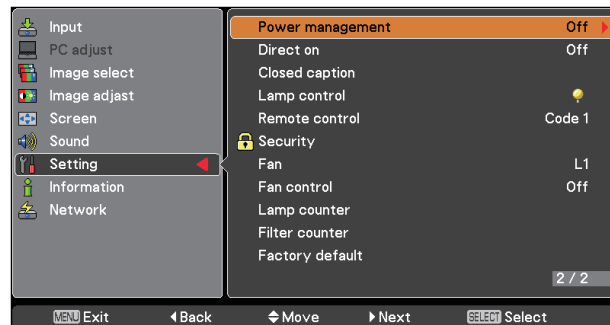 Input
PC adjust
Image select
Image adjast
Screen
Sound
Setting
Information
Network
Power management Off
Direct on Off
Closed caption
Lamp control
Remote control Code 1
Security
Fan L1
Fan control Off
Lamp counter
Filter counter
Factory default
2 / 2
MENU Exit Back Move Next SELECT Select